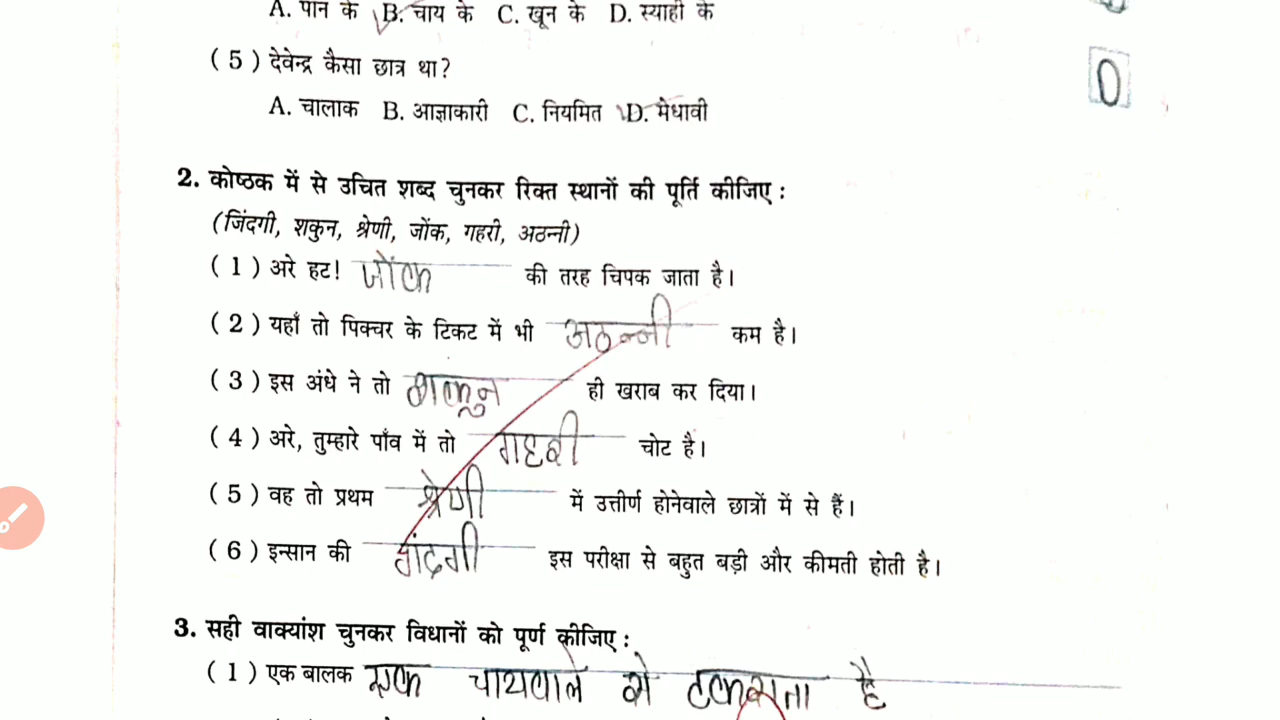 A. पान के B. चाय के C. खून के D. स्याही के
( 5 ) देवेन्द्र कैसा छात्र था?
0
A. चालाक B. आज्ञाकारी C. नियमित D. मेधावी
2. कोष्ठक में से उचित शब्द चुनकर रिक्त स्थानों की पूर्ति कीजिए :
(जिंदगी, शकुन, श्रेणी, जोंक, गहरी, अठन्नी)
( 1 ) अरे हट! जोंक की तरह चिपक जाता है।
( 2 ) यहाँ तो पिक्चर के टिकट में भी अठन्नी कम है।
( 3 ) इस अंधे ने तो शकुन ही खराब कर दिया।
( 4 ) अरे, तुम्हारे पाँव में तो गहरी चोट है।
( 5 ) वह तो प्रथम श्रेणी में उत्तीर्ण होनेवाले छात्रों में से हैं।
( 6 ) इन्सान की इस परीक्षा से बहुत बड़ी और कीमती होती है।
3. सही वाक्यांश चुनकर विधानों को पूर्ण कीजिए :
( 1 ) एक बालक एक चायवाले से टकराता है